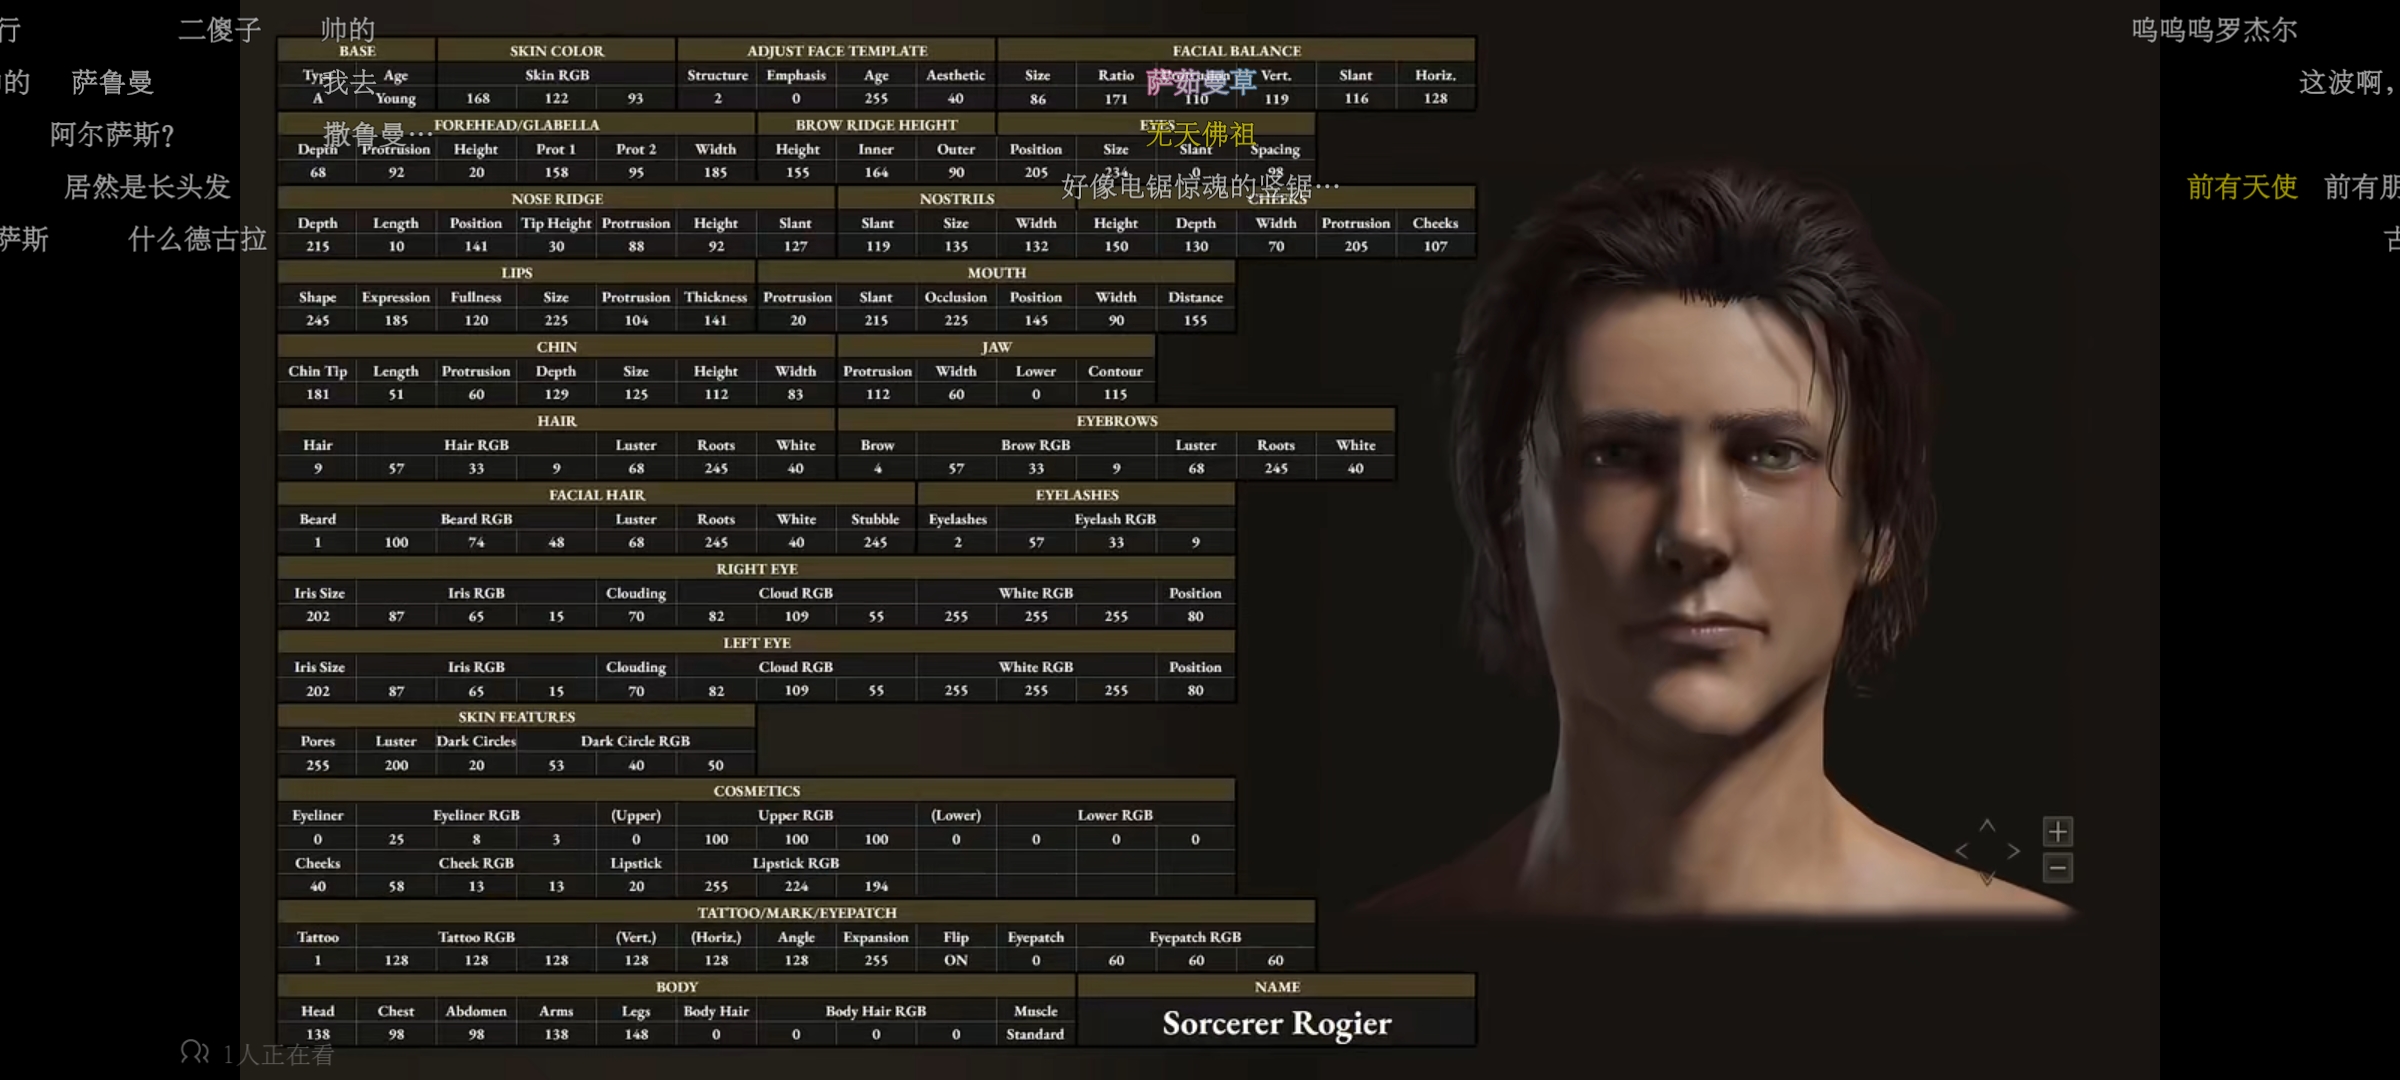 行 二傻子 帅的 呜呜呜罗杰尔
BASE SKIN COLOR ADJUST FACE TEMPLATE FACIAL BALANCE
Age Skin RGB Structure Emphasis Age Aesthetic Size Ratio Vert. Slant Horiz.
的 萨鲁曼 我去 萨茹曼草 这波啊，
A Young 168 122 93 2 0 255 40 86 171 110 119 116 128
FOREHEAD/GLABELLA BROW RIDGE HEIGHT EYES
阿尔萨斯？ 撒鲁曼… 无天佛祖
Depth Protrusion Height Prot 1 Prot 2 Width Height Inner Outer Position Size Slant Spacing
68 92 20 158 95 185 155 164 90 205 234 0 98
居然是长头发 好像电锯惊魂的竖锯… 前有天使 前有朋
NOSE RIDGE NOSTRILS CHEEKS
Depth Length Position Tip Height Protrusion Height Slant Slant Size Width Height Depth Width Protrusion Cheeks
萨斯 什么德古拉 古
215 10 141 30 88 92 127 119 135 132 150 130 70 205 107
LIPS MOUTH
Shape Expression Fullness Size Protrusion Thickness Protrusion Slant Occlusion Position Width Distance
245 185 120 225 104 141 20 215 225 145 90 155
CHIN JAW
Chin Tip Length Protrusion Depth Size Height Width Protrusion Width Lower Contour
181 51 60 129 125 112 83 112 60 0 115
HAIR EYEBROWS
Hair Hair RGB Luster Roots White Brow Brow RGB Luster Roots White
9 57 33 9 68 245 40 4 57 33 9 68 245 40
FACIAL HAIR EYELASHES
Beard Beard RGB Luster Roots White Stubble Eyelashes Eyelash RGB
1 100 74 48 68 245 40 245 2 57 33 9
RIGHT EYE
Iris Size Iris RGB Clouding Cloud RGB White RGB Position
202 87 65 15 70 82 109 55 255 255 255 80
LEFT EYE
Iris Size Iris RGB Clouding Cloud RGB White RGB Position
202 87 65 15 70 82 109 55 255 255 255 80
SKIN FEATURES
Pores Luster Dark Circles Dark Circle RGB
255 200 20 53 40 50
COSMETICS
Eyeliner Eyeliner RGB (Upper) Upper RGB (Lower) Lower RGB
0 25 8 3 0 100 100 100 0 0 0 0
Cheeks Cheek RGB Lipstick Lipstick RGB
40 58 13 13 20 255 224 194
TATTOO/MARK/EYEPATCH
Tattoo Tattoo RGB (Vert.) (Horiz.) Angle Expansion Flip Eyepatch Eyepatch RGB
1 128 128 128 128 128 128 255 ON 0 60 60 60
BODY NAME
Head Chest Abdomen Arms Legs Body Hair Body Hair RGB Muscle
Sorcerer Rogier
138 98 98 138 148 0 0 0 0 Standard
1人正在看